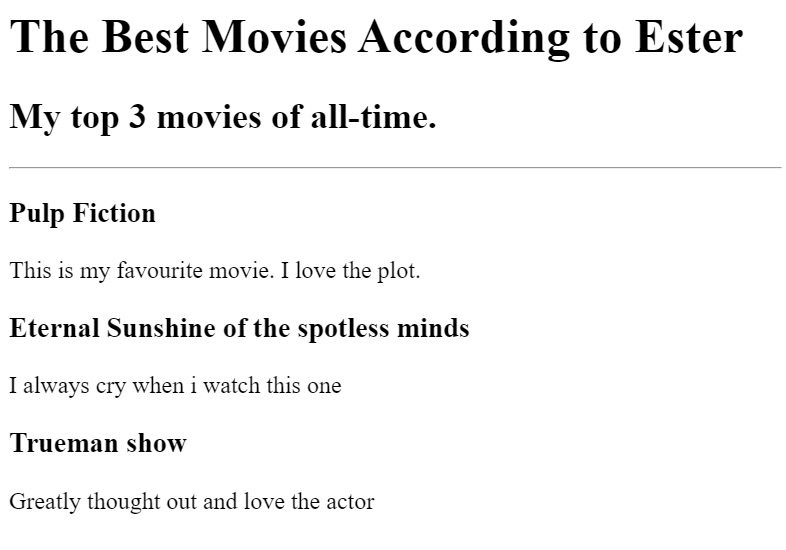 The Best Movies According to Ester
My top 3 movies of all-time.
Pulp Fiction
This is my favourite movie. I love the plot.
Eternal Sunshine of the spotless minds
I always cry when i watch this one
Trueman show
Greatly thought out and love the actor